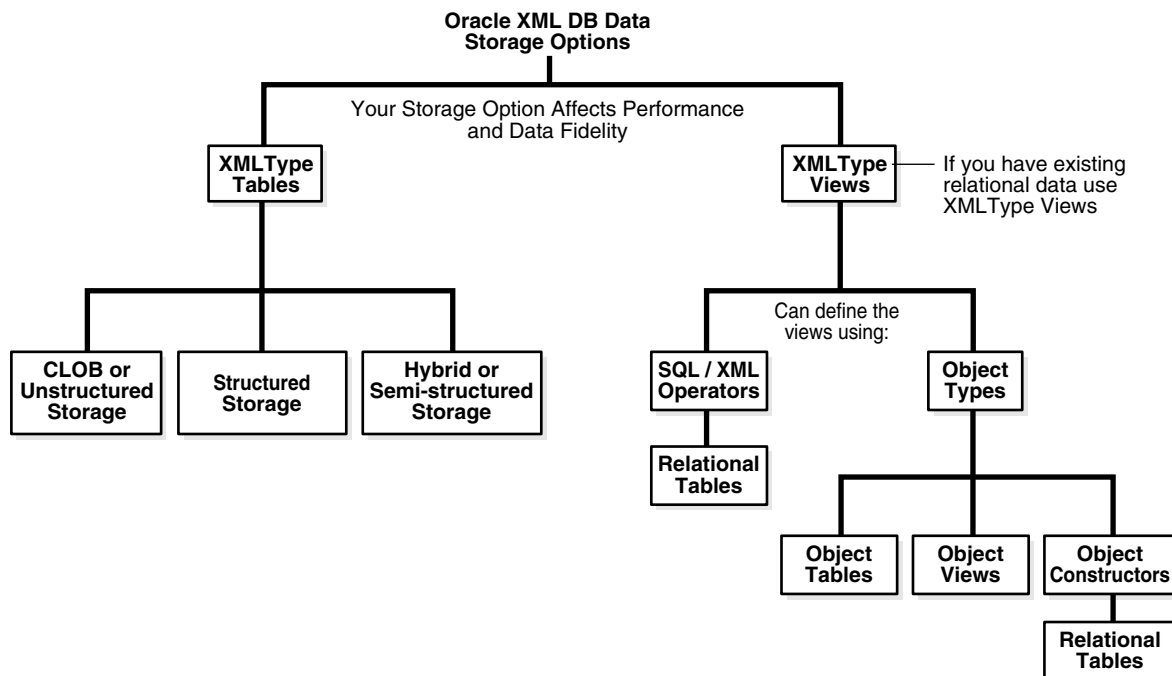 Oracle XML DB Data
Storage Options
Your Storage Option Affects Performance
and Data Fidelity
XMLType
Tables
XMLType
Views
If you have existing
relational data use
XMLType Views
Can define the
views using:
CLOB or
Unstructured
Storage
Structured
Storage
Hybrid or
Semi-structured
Storage
SQL / XML
Operators
Object
Types
Relational
Tables
Object
Tables
Object
Views
Object
Constructors
Relational
Tables